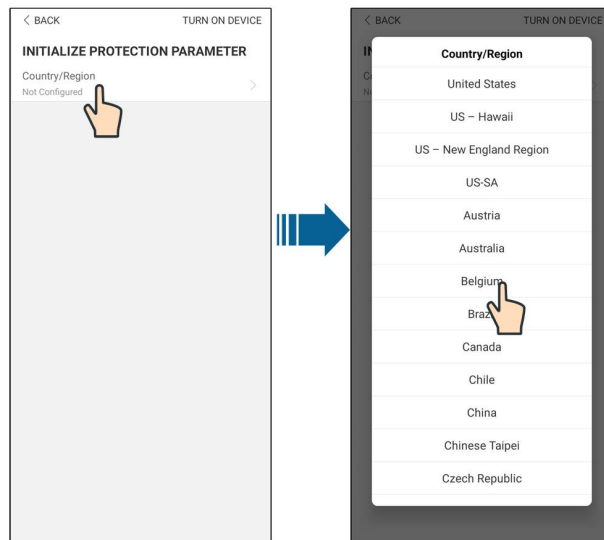 BACK
TURN ON DEVICE
INITIALIZE PROTECTION PARAMETER
Country/Region
Not Configured
BACK
TURN ON DEVICE
Country/Region
United States
US – Hawaii
US – New England Region
US-SA
Austria
Australia
Belgium
Canada
Chile
China
Chinese Taipei
Czech Republic